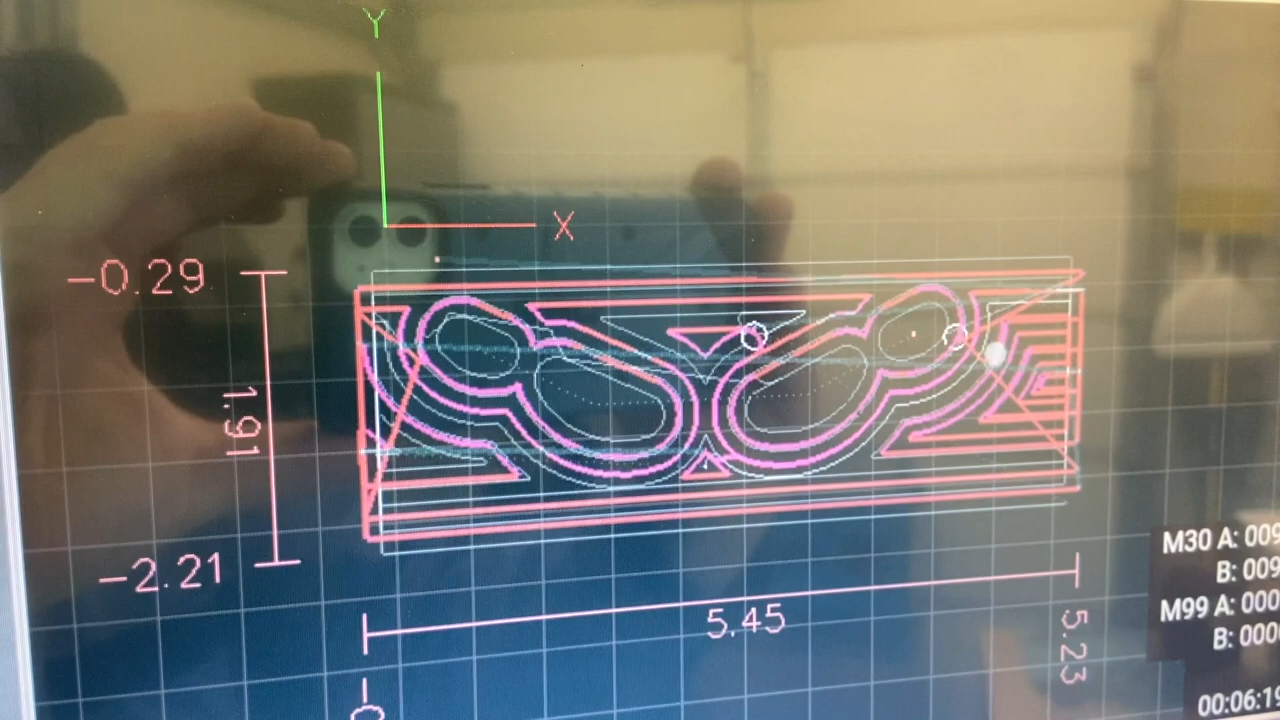 Y
X
-0.29
1.91
-2.21
5.45
5.23
M30 A: 009
B: 009
M99 A: 000
B: 000
00:06:19